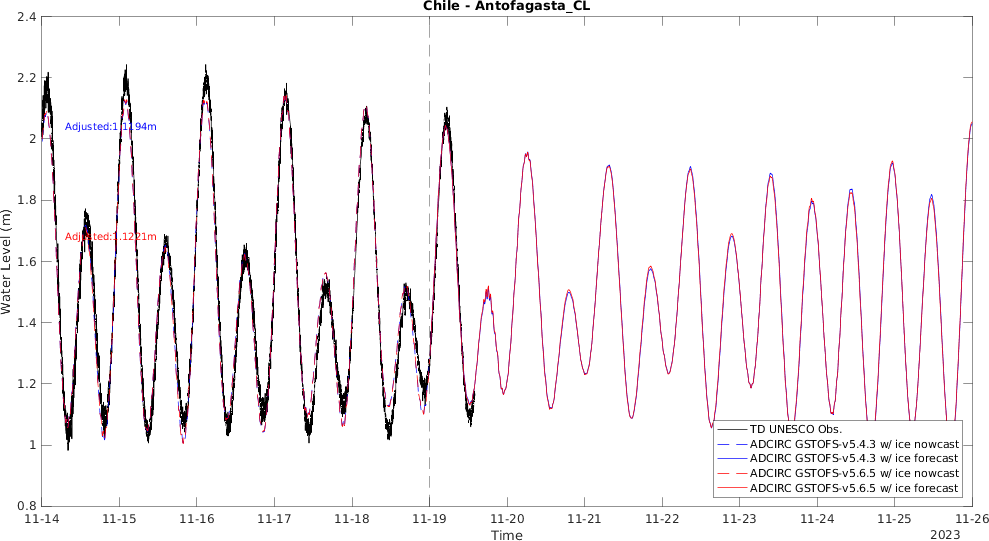 Chile - Antofagasta_CL
2.4
2.2
2
1.8
1.6
1.4
1.2
1
0.8
Water Level (m)
Adjusted:1.1194m
Adjusted:1.1221m
TD UNESCO Obs.
ADCIRC GSTOFS-v5.4.3 w/ ice nowcast
ADCIRC GSTOFS-v5.4.3 w/ ice forecast
ADCIRC GSTOFS-v5.6.5 w/ ice nowcast
ADCIRC GSTOFS-v5.6.5 w/ ice forecast
11-14 11-15 11-16 11-17 11-18 11-19 11-20 11-21 11-22 11-23 11-24 11-25 11-26
Time
2023